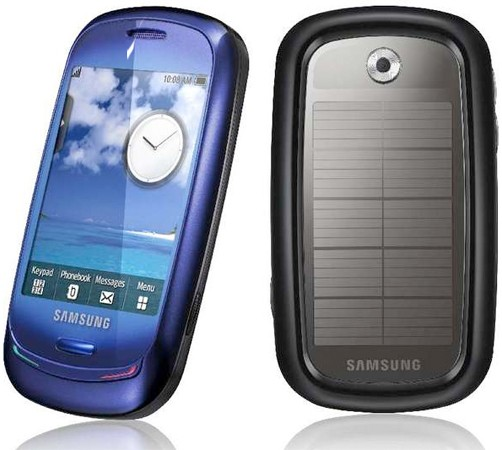 10:08 AM
Keypad Phonebook Messages Menu
SAMSUNG
SAMSUNG